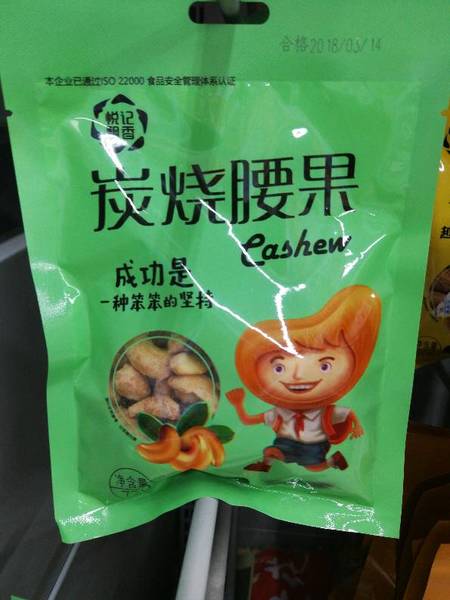 合格2018/03/14
本企业已通过ISO 22000 食品安全管理体系认证
悦记
飘香
炭烧腰果
Cashew
成功是
一种笨笨的坚持
净含量